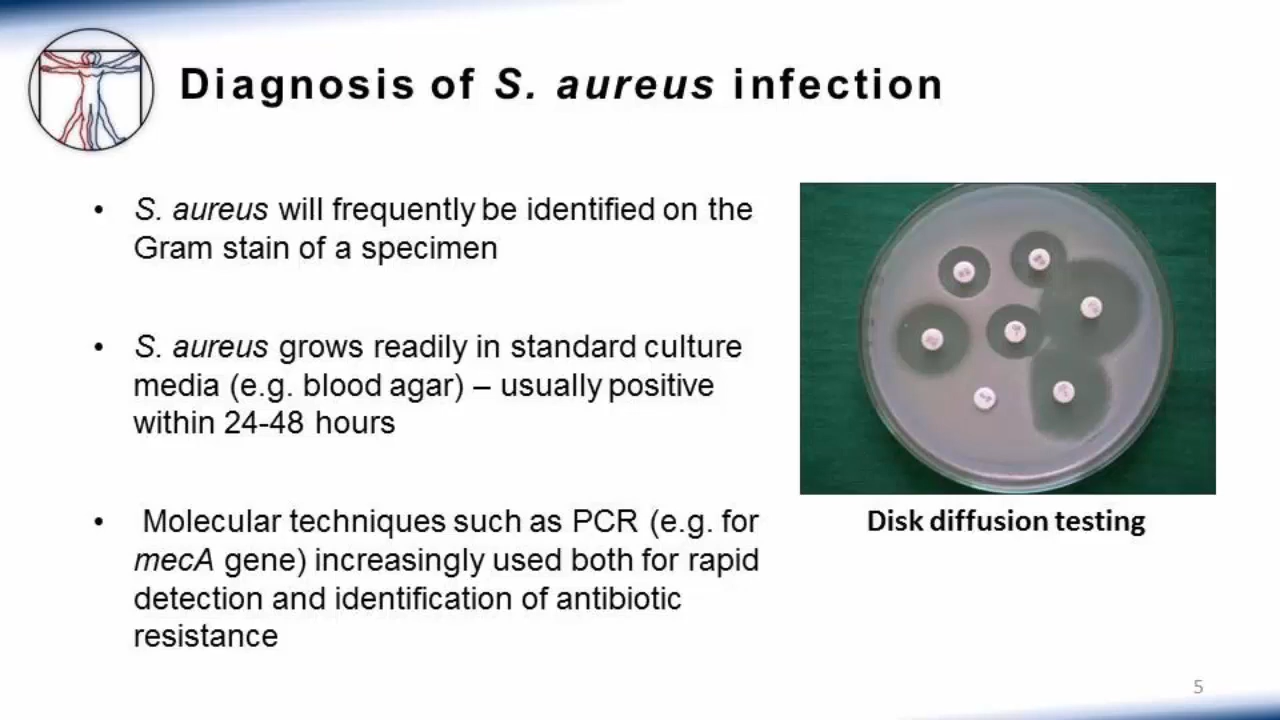 Diagnosis of S. aureus infection
• S. aureus will frequently be identified on the
Gram stain of a specimen
• S. aureus grows readily in standard culture
media (e.g. blood agar) – usually positive
within 24-48 hours
• Molecular techniques such as PCR (e.g. for
mecA gene) increasingly used both for rapid
detection and identification of antibiotic
resistance
Disk diffusion testing
5